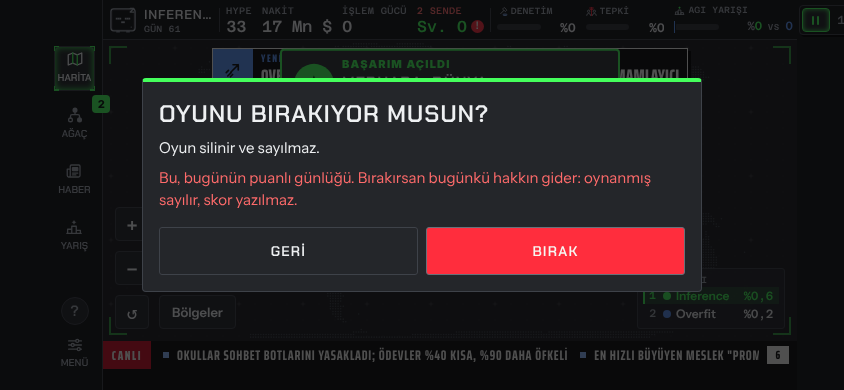 INFEREN...
GÜN 61
HYPE
33
NAKİT
17 Mn $
İŞLEM GÜCÜ
0
2 SENDE
Sv. 0
DENETİM
%0
TEPKİ
%0
AGI YARIŞI
%0 vs 0
HARİTA
2
AĞAÇ
HABER
YARIŞ
?
MENÜ
BAŞARIM AÇILDI
OYUNU BIRAKIYOR MUSUN?
Oyun silinir ve sayılmaz.
Bu, bugünün puanlı günlüğü. Bırakırsan bugünkü hakkın gider: oynanmış
sayılır, skor yazılmaz.
GERİ
BIRAK
+
−
↺
Bölgeler
1 Inference %0,6
2 Overfit %0,2
CANLI
OKULLAR SOHBET BOTLARINI YASAKLADI; ÖDEVLER %40 KISA, %90 DAHA ÖFKELİ
EN HIZLI BÜYÜYEN MESLEK "PROM
6